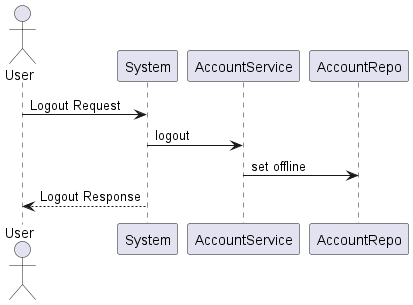 User
System
AccountService
AccountRepo
Logout Request
logout
set offline
Logout Response
User
System
AccountService
AccountRepo